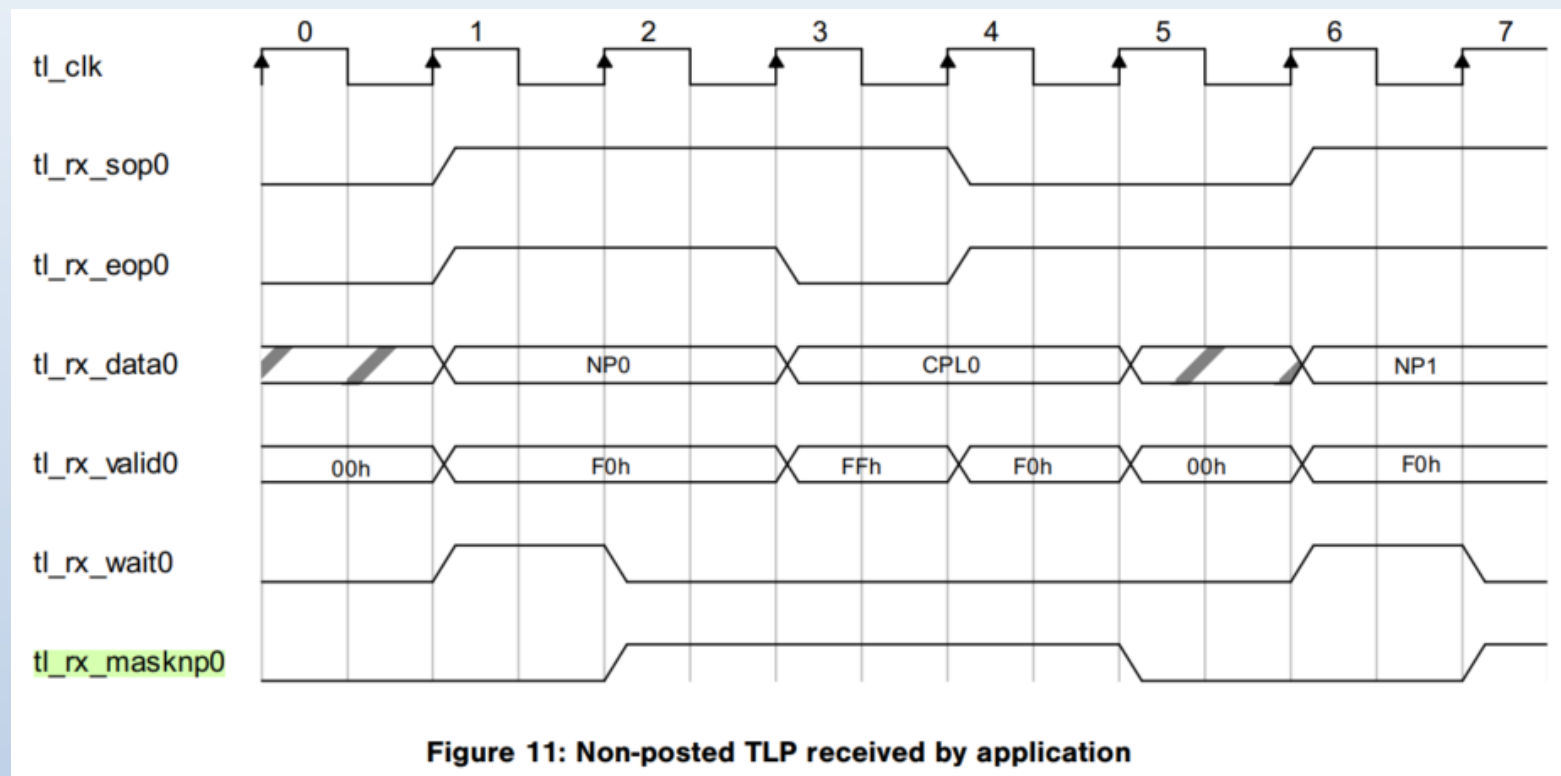 0 1 2 3 4 5 6 7
tl_clk
tl_rx_sop0
tl_rx_eop0
tl_rx_data0 NP0 CPL0 NP1
tl_rx_valid0 00h F0h FFh F0h 00h F0h
tl_rx_wait0
tl_rx_masknp0
Figure 11: Non-posted TLP received by application